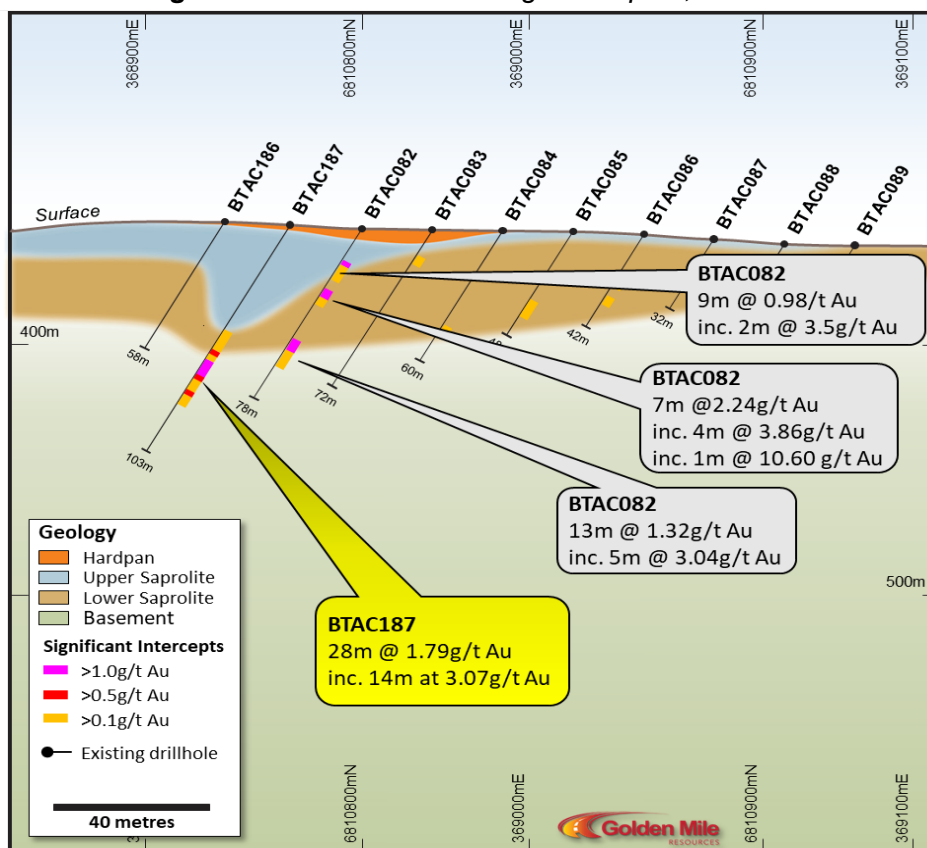 368900mE
6810800mN
369000mE
6810900mN
369100mE
BTAC186
BTAC187
BTAC082
BTAC083
BTAC084
BTAC085
BTAC086
BTAC087
BTAC088
BTAC089
Surface
BTAC082
9m @ 0.98/t Au
inc. 2m @ 3.5g/t Au
32m
42m
400m
58m
60m
BTAC082
7m @2.24g/t Au
inc. 4m @ 3.86g/t Au
inc. 1m @ 10.60 g/t Au
72m
78m
103m
BTAC082
13m @ 1.32g/t Au
inc. 5m @ 3.04g/t Au
500m
BTAC187
28m @ 1.79g/t Au
inc. 14m at 3.07g/t Au
Geology
Hardpan
Upper Saprolite
Lower Saprolite
Basement
Significant Intercepts
>1.0g/t Au
>0.5g/t Au
>0.1g/t Au
Existing drillhole
40 metres
6810800mN
369000mE
6810900mN
369100mE
Golden Mile
RESOURCES